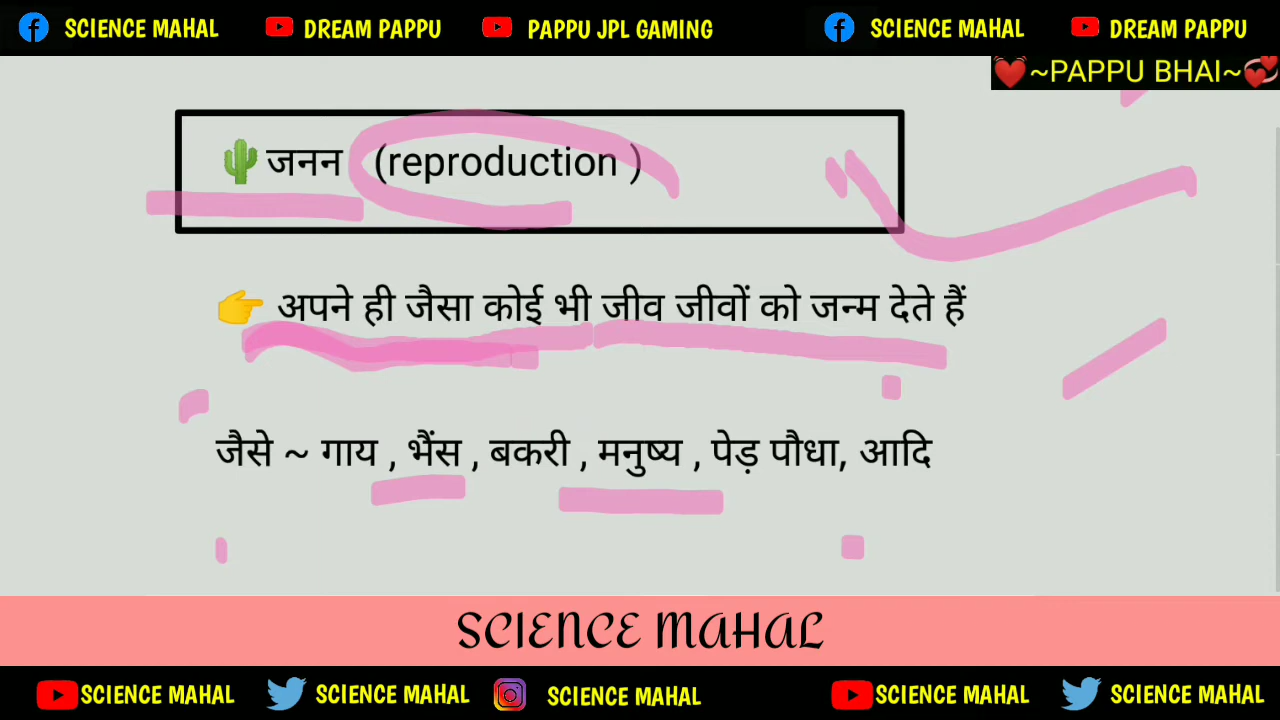 SCIENCE MAHAL DREAM PAPPU PAPPU JPL GAMING SCIENCE MAHAL DREAM PAPPU
~PAPPU BHAI~
जनन (reproduction )
अपने ही जैसा कोई भी जीव जीवों को जन्म देते हैं
जैसे ~ गाय , भैंस , बकरी , मनुष्य , पेड़ पौधा, आदि
SCIENCE MAHAL
SCIENCE MAHAL SCIENCE MAHAL SCIENCE MAHAL SCIENCE MAHAL SCIENCE MAHAL